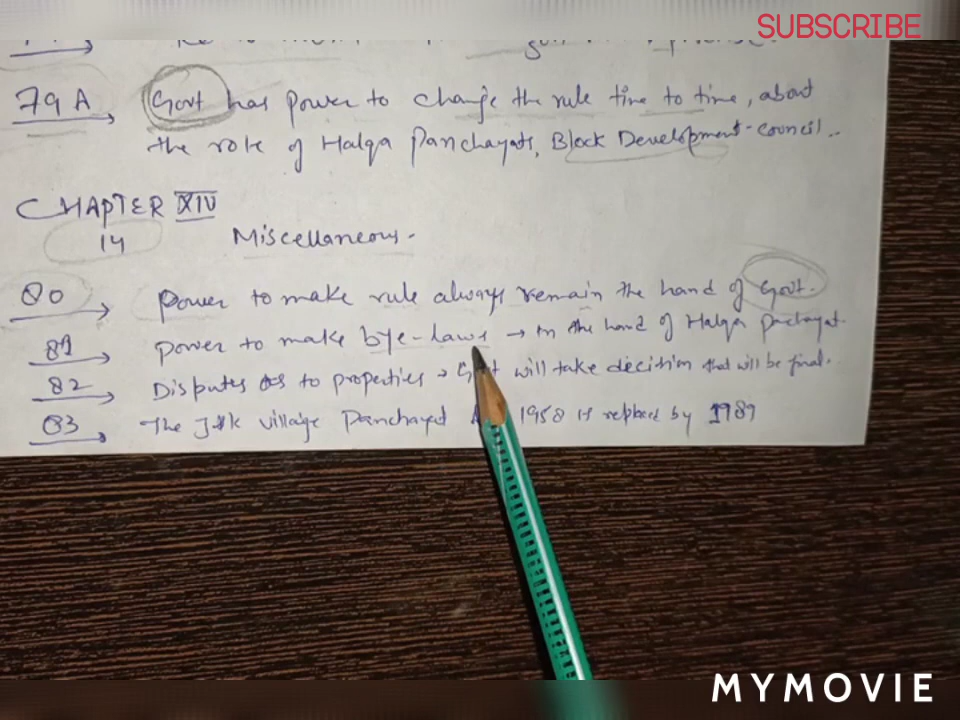 SUBSCRIBE
79A → Govt has power to change the rule time to time, about
the role of Halqa Panchayats, Block Development Council..
CHAPTER XIV
14 Miscellaneous.
80 → Power to make rule always remain the hand of Govt.
81 → power to make bye-laws → In the hand of Halqa panchayat
82 → Disputes as to properties → Govt will take decition that will be final.
83 → The J&k village Panchayed 1958 is replaced by 1989
MYMOVIE